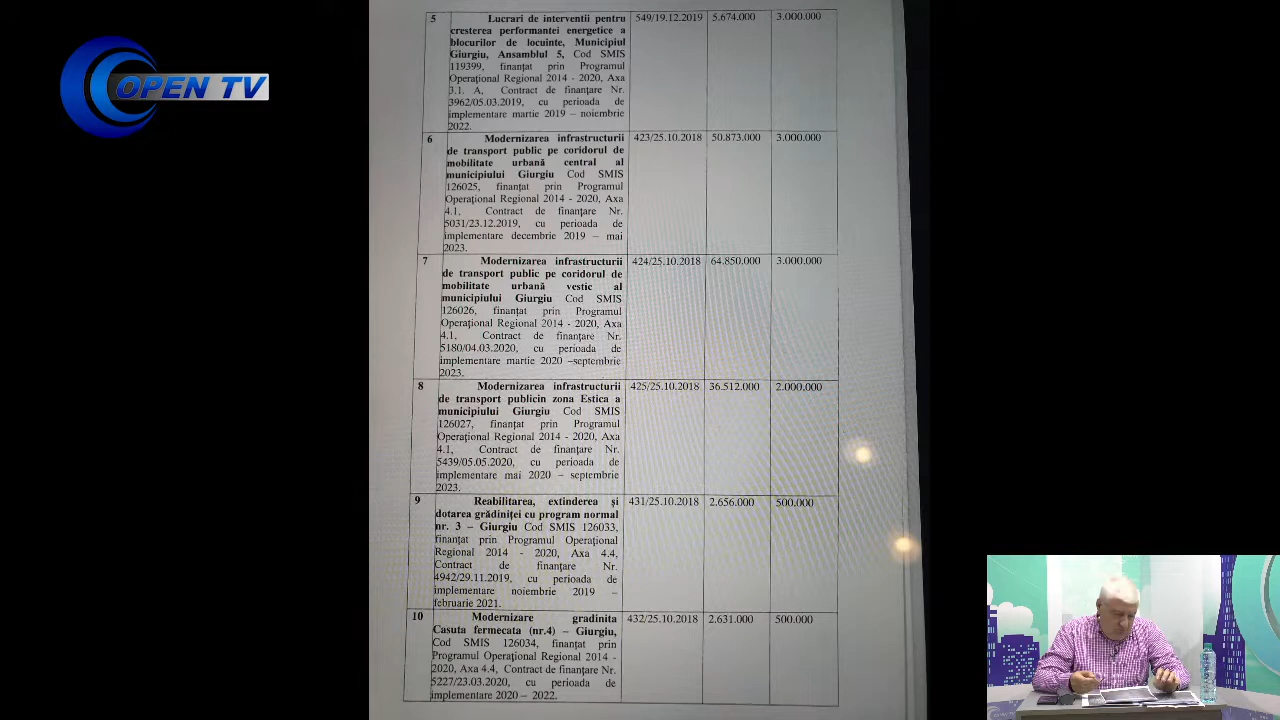 OPEN TV
5 Lucrari de interventii pentru 549/19.12.2019 5.674.000 3.000.000
cresterea performantei energetice a
blocurilor de locuinte, Municipiul
Giurgiu, Ansamblul 5, Cod SMIS
119399, finanțat prin Programul
Operațional Regional 2014 - 2020, Axa
3.1. A, Contract de finanțare Nr.
3962/05.03.2019, cu perioada de
implementare martie 2019 – noiembrie
2022.
6 Modernizarea infrastructurii 423/25.10.2018 50.873.000 3.000.000
de transport public pe coridorul de
mobilitate urbană central al
municipiului Giurgiu Cod SMIS
126025, finanțat prin Programul
Operațional Regional 2014 - 2020, Axa
4.1, Contract de finanțare Nr.
5031/23.12.2019, cu perioada de
implementare decembrie 2019 – mai
2023.
7 Modernizarea infrastructurii 424/25.10.2018 64.850.000 3.000.000
de transport public pe coridorul de
mobilitate urbană vestic al
municipiului Giurgiu Cod SMIS
126026, finanțat prin Programul
Operațional Regional 2014 - 2020, Axa
4.1, Contract de finanțare Nr.
5180/04.03.2020, cu perioada de
implementare martie 2020 –septembrie
2023.
8 Modernizarea infrastructurii 425/25.10.2018 36.512.000 2.000.000
de transport publicin zona Estica a
municipiului Giurgiu Cod SMIS
126027, finanțat prin Programul
Operațional Regional 2014 - 2020, Axa
4.1, Contract de finanțare Nr.
5439/05.05.2020, cu perioada de
implementare mai 2020 – septembrie
2023.
9 Reabilitarea, extinderea și 431/25.10.2018 2.656.000 500.000
dotarea grădiniței cu program normal
nr. 3 – Giurgiu Cod SMIS 126033,
finanțat prin Programul Operațional
Regional 2014 - 2020, Axa 4.4,
Contract de finanțare Nr.
4942/29.11.2019, cu perioada de
implementare noiembrie 2019 –
februarie 2021.
10 Modernizare gradinita 432/25.10.2018 2.631.000 500.000
Casuta fermecata (nr.4) – Giurgiu,
Cod SMIS 126034, finanțat prin
Programul Operațional Regional 2014 -
2020, Axa 4.4, Contract de finanțare Nr.
5227/23.03.2020, cu perioada de
implementare 2020 – 2022.